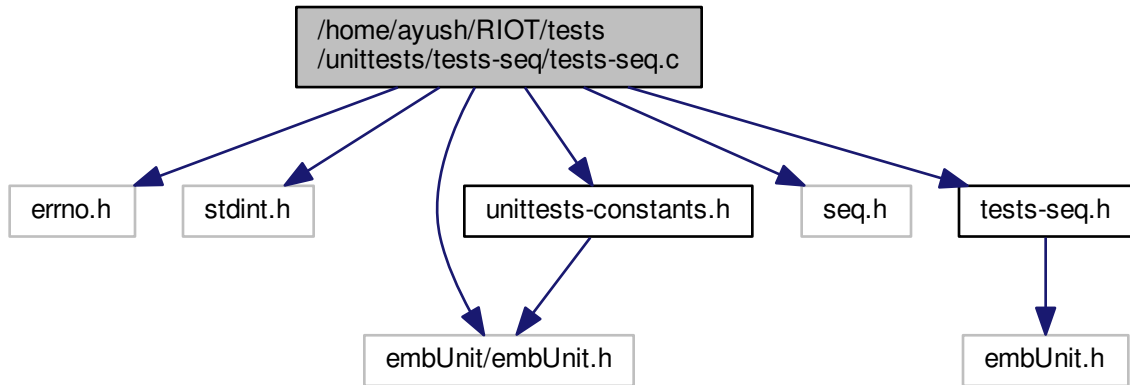 /home/ayush/RIOT/tests
/unittests/tests-seq/tests-seq.c
errno.h
stdint.h
unittests-constants.h
seq.h
tests-seq.h
embUnit/embUnit.h
embUnit.h